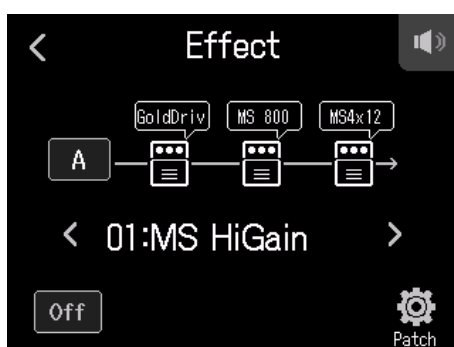 Effect
GoldDriv MS 800 MS4x12
A
01:MS HiGain
Off
Patch